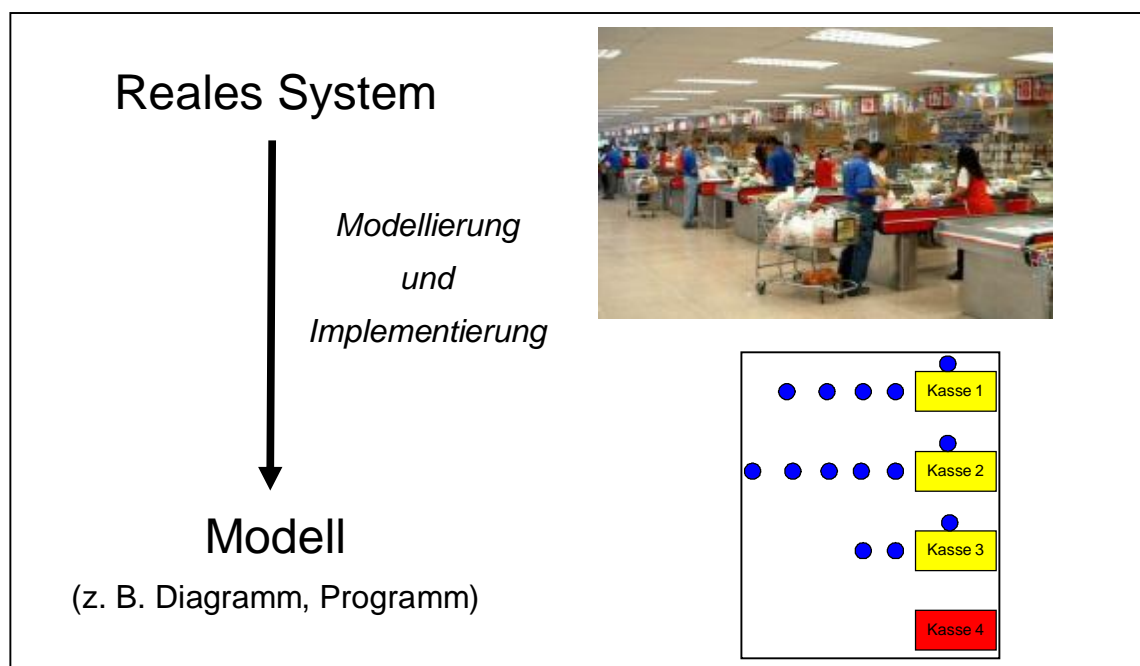 Reales System
Modellierung
und
Implementierung
Modell
(z. B. Diagramm, Programm)
Kasse 1
Kasse 2
Kasse 3
Kasse 4